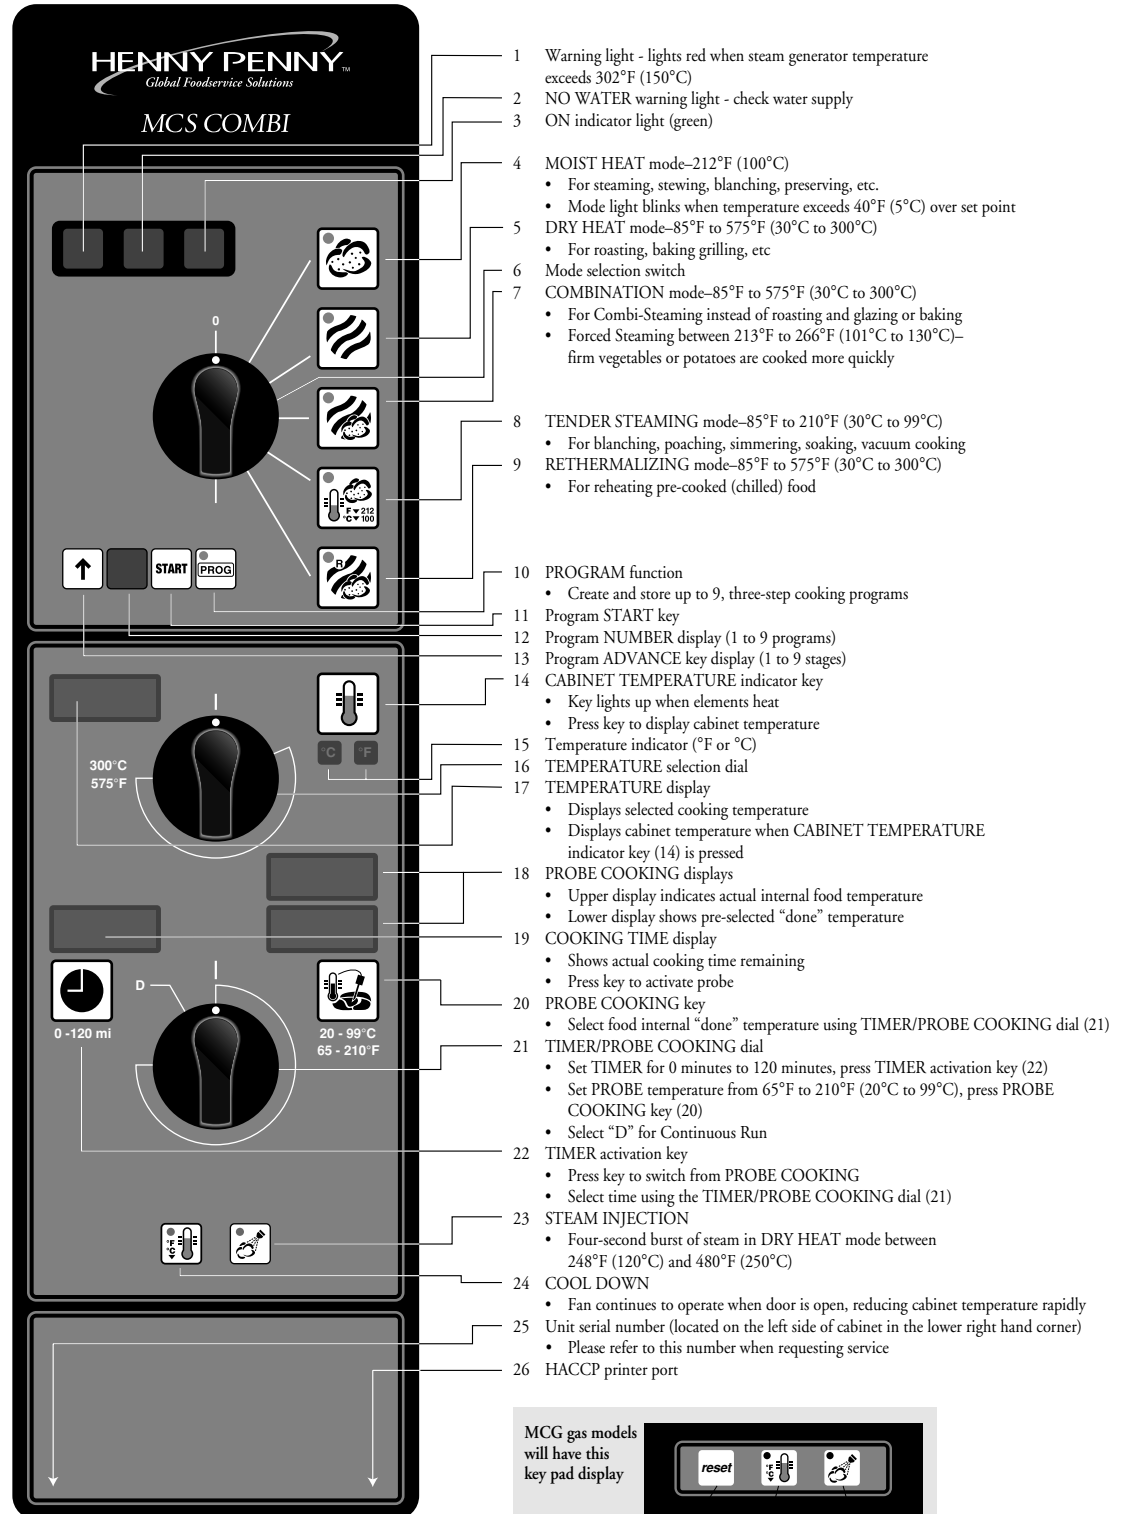 HENNY PENNY™
Global Foodservice Solutions
MCS COMBI
0
F▼212
°C▼100
R
START
PROG
300°C
575°F
°C
°F
D
0 -120 mi
20 - 99°C
65 - 210°F
°F
°C
1 Warning light - lights red when steam generator temperature
exceeds 302°F (150°C)
2 NO WATER warning light - check water supply
3 ON indicator light (green)
4 MOIST HEAT mode–212°F (100°C)
• For steaming, stewing, blanching, preserving, etc.
• Mode light blinks when temperature exceeds 40°F (5°C) over set point
5 DRY HEAT mode–85°F to 575°F (30°C to 300°C)
• For roasting, baking grilling, etc
6 Mode selection switch
7 COMBINATION mode–85°F to 575°F (30°C to 300°C)
• For Combi-Steaming instead of roasting and glazing or baking
• Forced Steaming between 213°F to 266°F (101°C to 130°C)–
firm vegetables or potatoes are cooked more quickly
8 TENDER STEAMING mode–85°F to 210°F (30°C to 99°C)
• For blanching, poaching, simmering, soaking, vacuum cooking
9 RETHERMALIZING mode–85°F to 575°F (30°C to 300°C)
• For reheating pre-cooked (chilled) food
10 PROGRAM function
• Create and store up to 9, three-step cooking programs
11 Program START key
12 Program NUMBER display (1 to 9 programs)
13 Program ADVANCE key display (1 to 9 stages)
14 CABINET TEMPERATURE indicator key
• Key lights up when elements heat
• Press key to display cabinet temperature
15 Temperature indicator (°F or °C)
16 TEMPERATURE selection dial
17 TEMPERATURE display
• Displays selected cooking temperature
• Displays cabinet temperature when CABINET TEMPERATURE
indicator key (14) is pressed
18 PROBE COOKING displays
• Upper display indicates actual internal food temperature
• Lower display shows pre-selected “done” temperature
19 COOKING TIME display
• Shows actual cooking time remaining
• Press key to activate probe
20 PROBE COOKING key
• Select food internal “done” temperature using TIMER/PROBE COOKING dial (21)
21 TIMER/PROBE COOKING dial
• Set TIMER for 0 minutes to 120 minutes, press TIMER activation key (22)
• Set PROBE temperature from 65°F to 210°F (20°C to 99°C), press PROBE
COOKING key (20)
• Select “D” for Continuous Run
22 TIMER activation key
• Press key to switch from PROBE COOKING
• Select time using the TIMER/PROBE COOKING dial (21)
23 STEAM INJECTION
• Four-second burst of steam in DRY HEAT mode between
248°F (120°C) and 480°F (250°C)
24 COOL DOWN
• Fan continues to operate when door is open, reducing cabinet temperature rapidly
25 Unit serial number (located on the left side of cabinet in the lower right hand corner)
• Please refer to this number when requesting service
26 HACCP printer port
MCG gas models
will have this
key pad display
reset
°F
°C